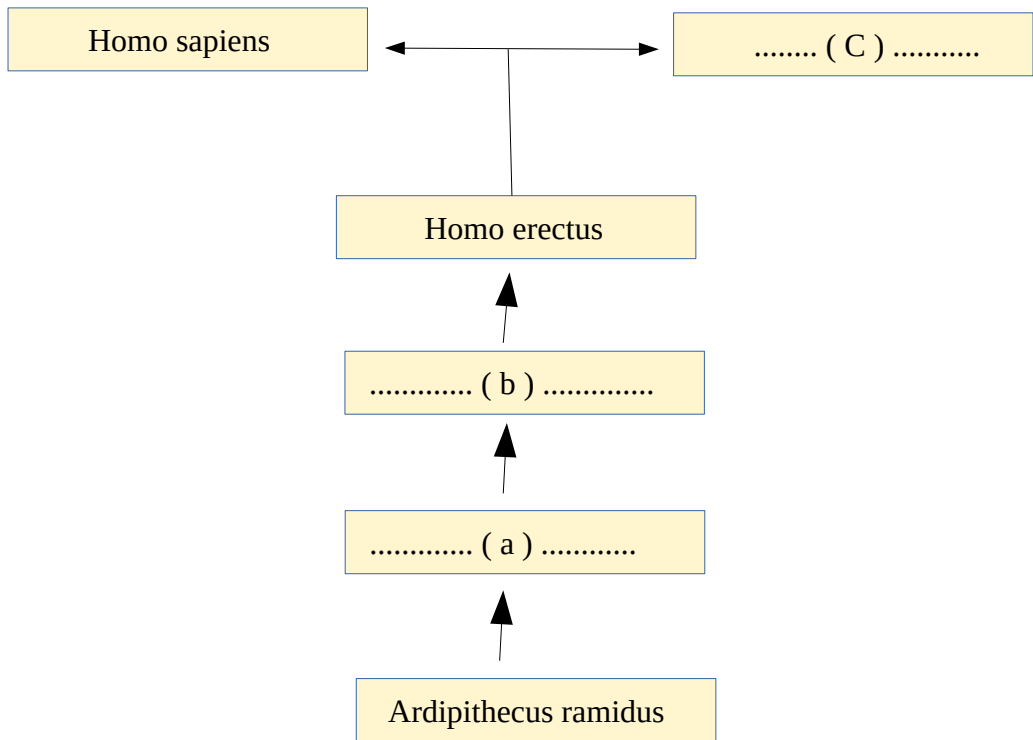 Homo sapiens
........ ( C ) ...........
Homo erectus
............. ( b ) ..............
............. ( a ) ............
Ardipithecus ramidus